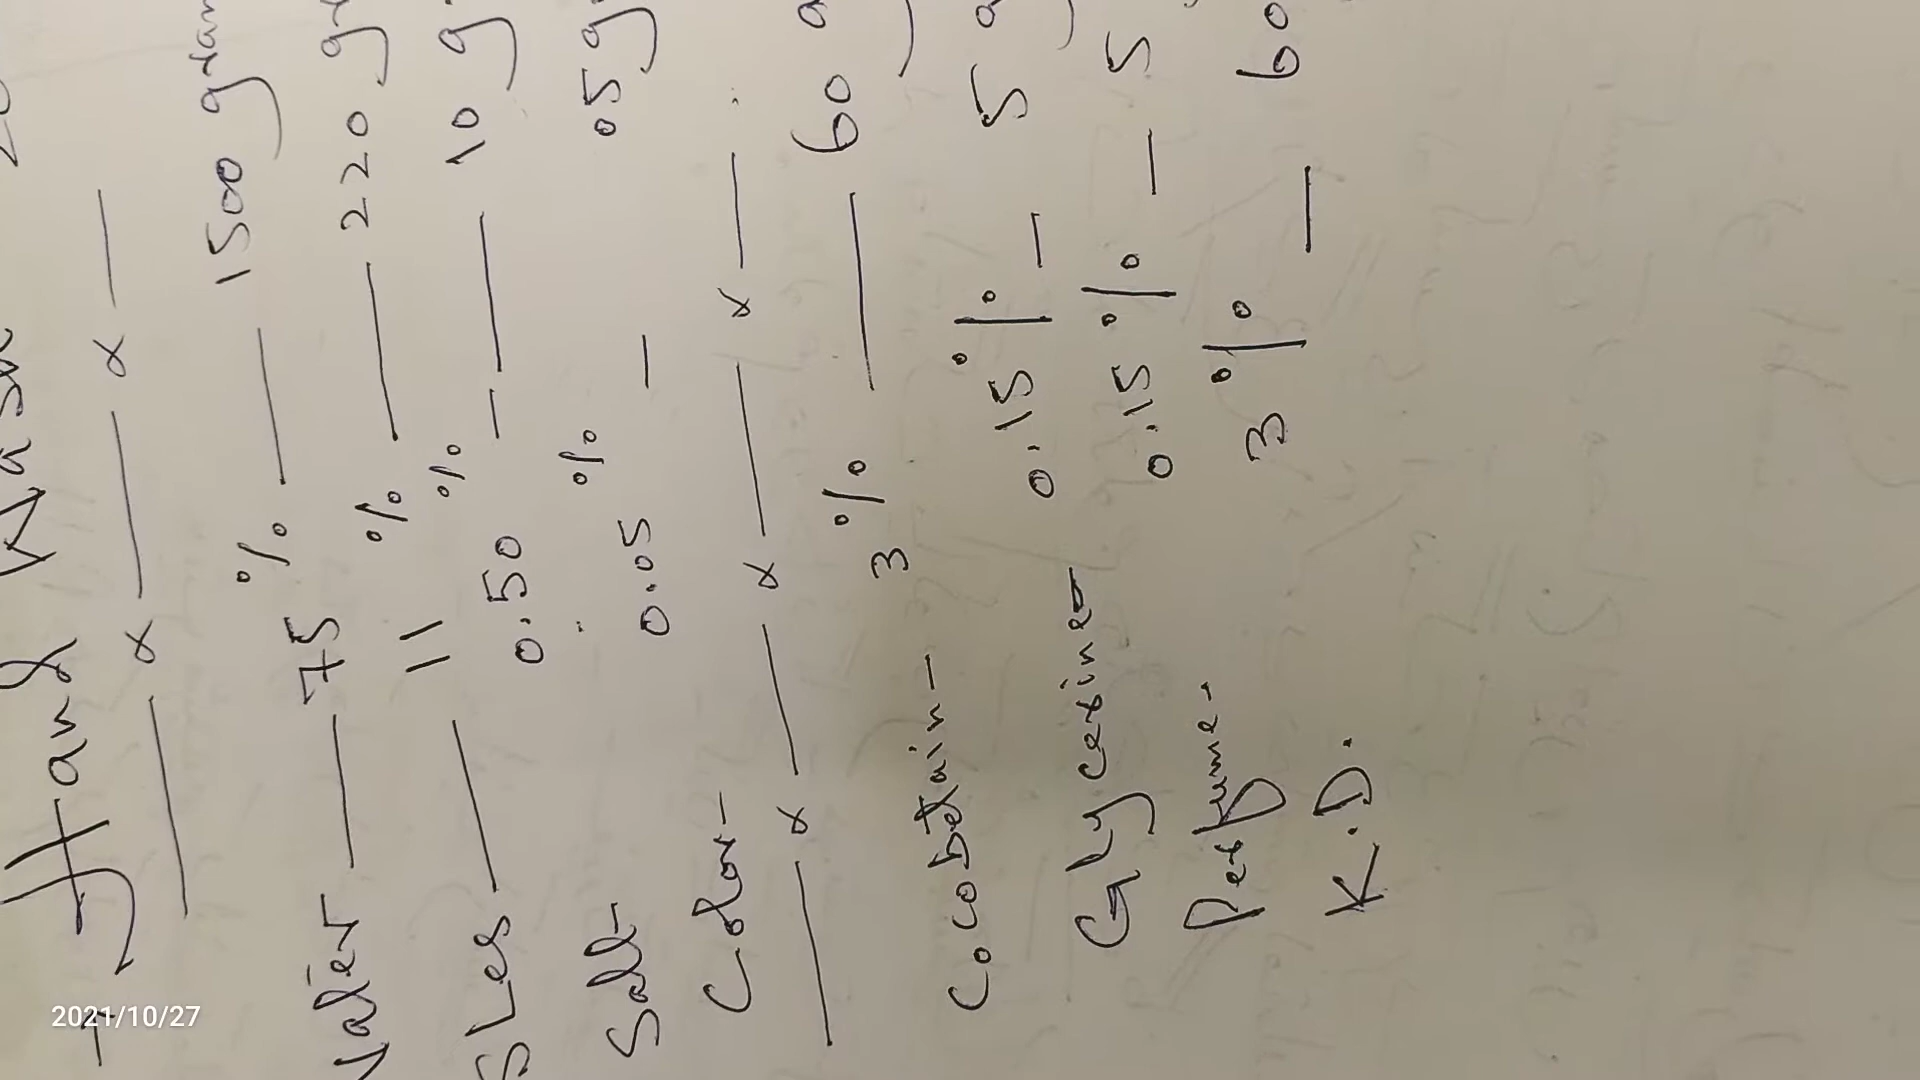 Hand Wash
x x
Water 75 % 1500 gram
SLes 11 % 220 gr
Salt 0.50 % 10 g
Color 0.05 % .05 g
x x x
Cocobetain 3 % 60 g
Glycerine 0.15 % 5 g
Perfume 0.15 % 5
K.D. 3 % 60
2021/10/27